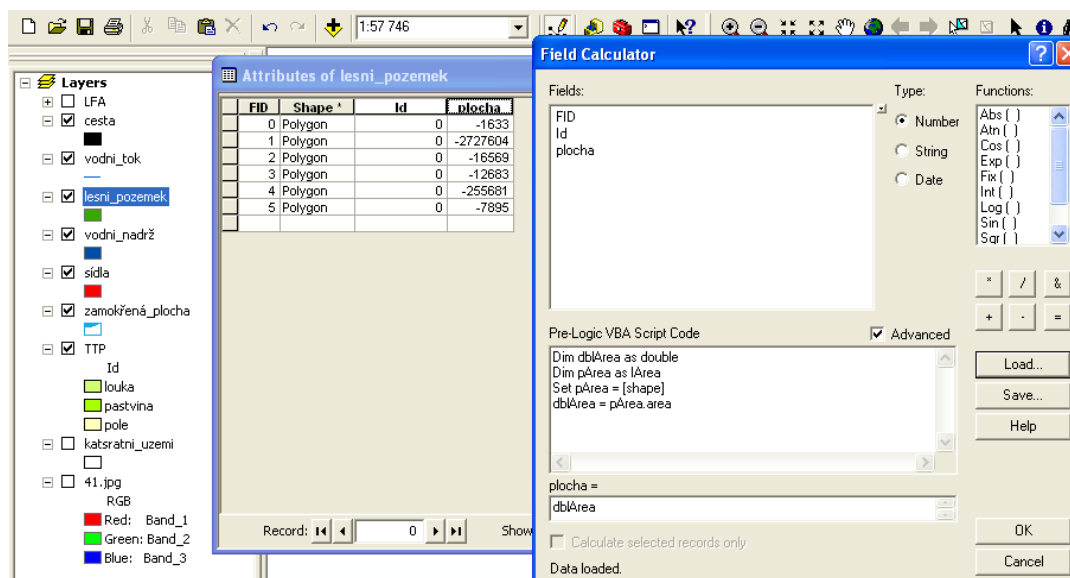 1:57 746
Layers
LFA
cesta
vodni_tok
lesni_pozemek
vodni_nadrž
sídla
zamokřená_plocha
TTP
Id
louka
pastvina
pole
katsratni_uzemi
41.jpg
RGB
Red: Band_1
Green: Band_2
Blue: Band_3
Attributes of lesni_pozemek
FID Shape * Id plocha
0 Polygon 0 -1633
1 Polygon 0 -2727604
2 Polygon 0 -16569
3 Polygon 0 -12683
4 Polygon 0 -255681
5 Polygon 0 -7895
Record: 0 Show
Field Calculator
Fields:
FID
Id
plocha
Type:
Number
String
Date
Functions:
Abs ( )
Atn ( )
Cos ( )
Exp ( )
Fix ( )
Int ( )
Log ( )
Sin ( )
Sqr ( )
* / &
+ - =
Pre-Logic VBA Script Code
Advanced
Dim dblArea as double
Dim pArea as IArea
Set pArea = [shape]
dblArea = pArea.area
Load...
Save...
Help
plocha =
dblArea
Calculate selected records only
Data loaded.
OK
Cancel